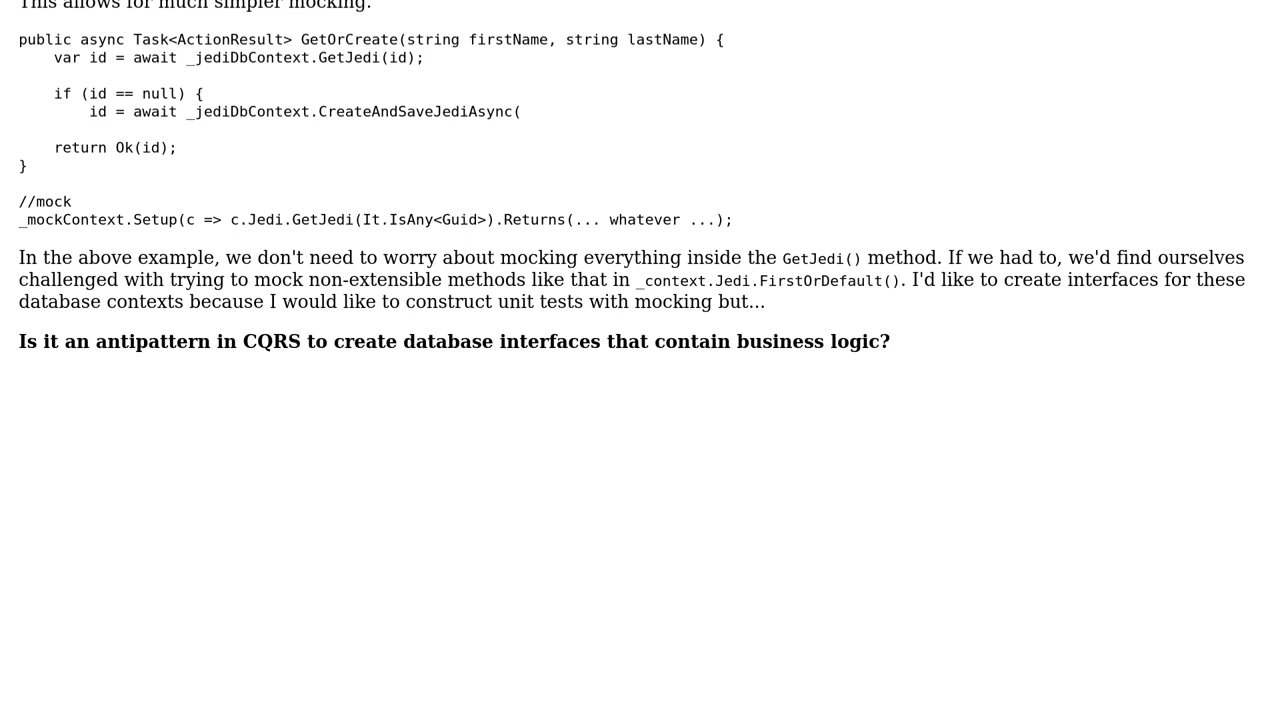 This allows for much simpler mocking.
public async Task<ActionResult> GetOrCreate(string firstName, string lastName) {
    var id = await _jediDbContext.GetJedi(id);
    if (id == null) {
        id = await _jediDbContext.CreateAndSaveJediAsync(
    return Ok(id);
}
//mock
_mockContext.Setup(c => c.Jedi.GetJedi(It.IsAny<Guid>).Returns(... whatever ...);
In the above example, we don't need to worry about mocking everything inside the GetJedi() method. If we had to, we'd find ourselves
challenged with trying to mock non-extensible methods like that in _context.Jedi.FirstOrDefault(). I'd like to create interfaces for these
database contexts because I would like to construct unit tests with mocking but...
Is it an antipattern in CQRS to create database interfaces that contain business logic?